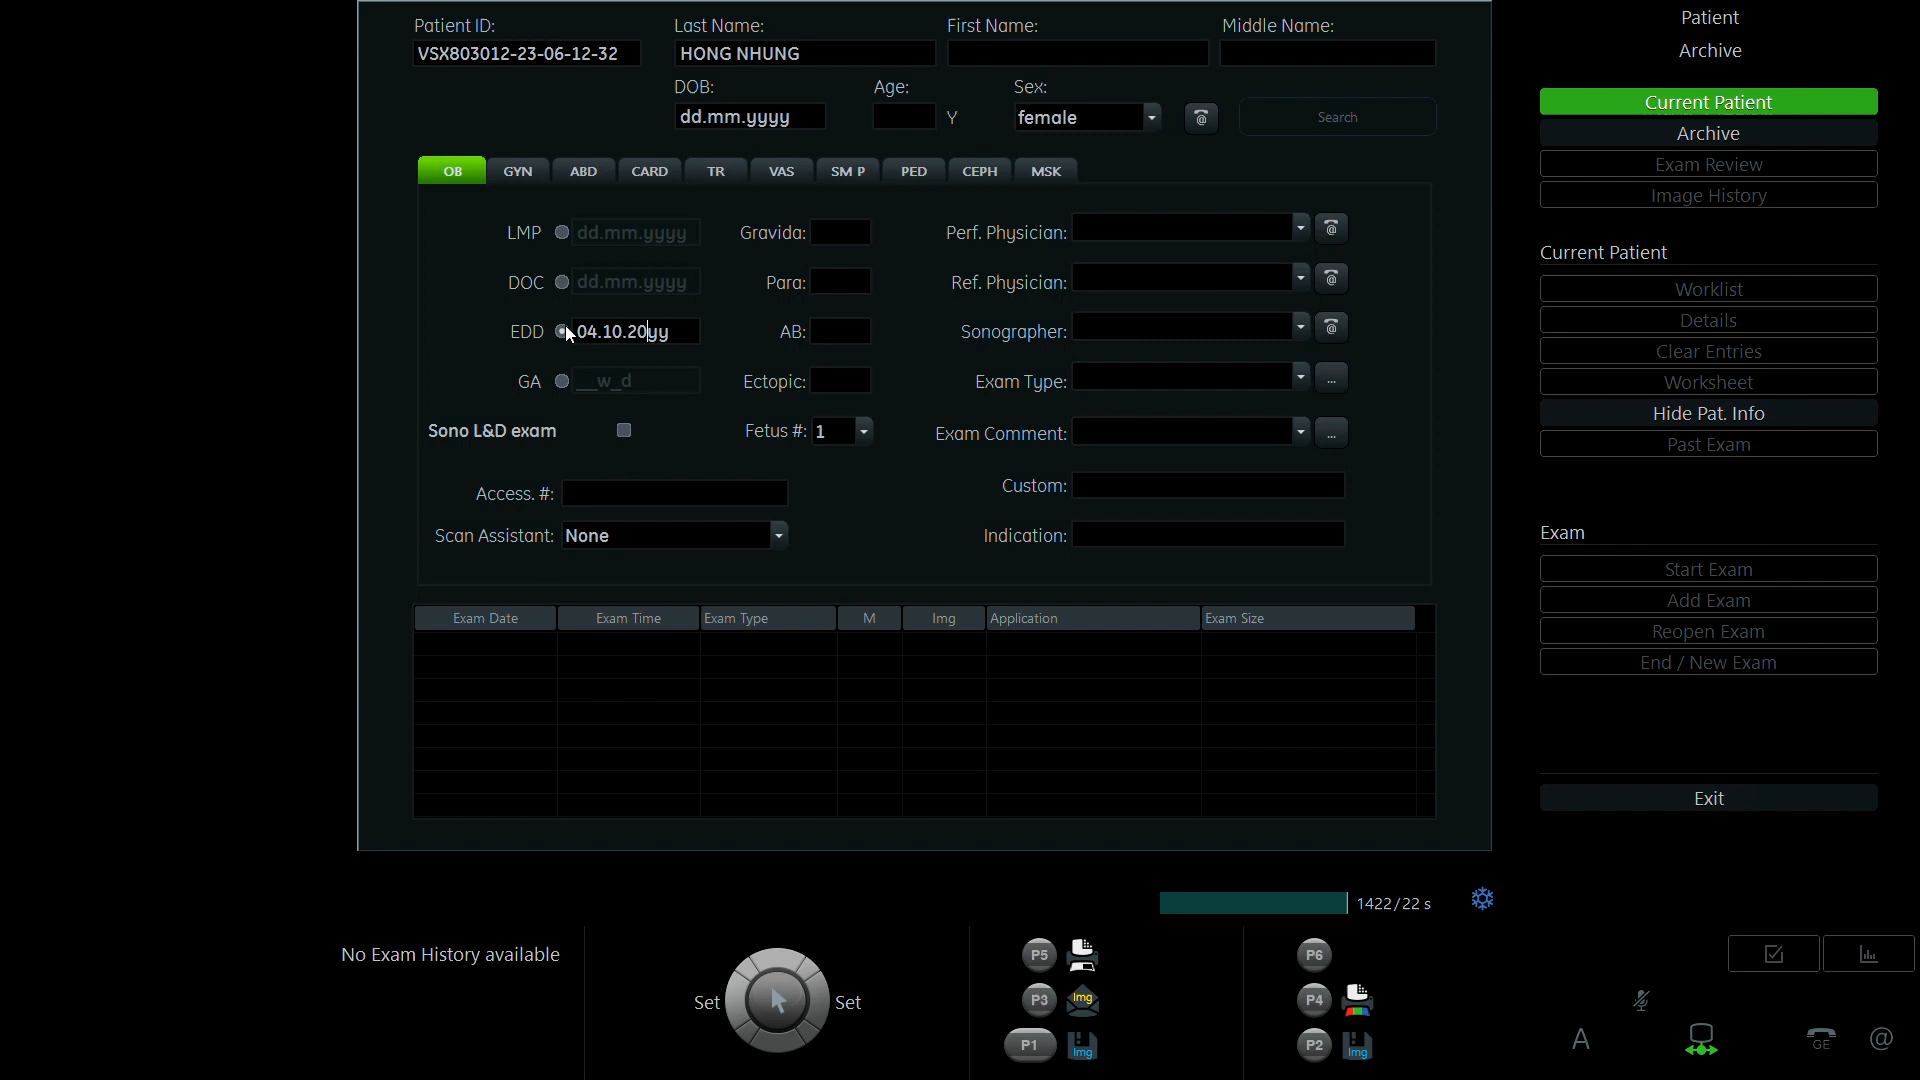 Patient ID: Last Name: First Name: Middle Name:
VSX803012-23-06-12-32 HONG NHUNG
DOB: Age: Sex:
dd.mm.yyyy Y female @ Search
OB GYN ABD CARD TR VAS SM P PED CEPH MSK
LMP dd.mm.yyyy Gravida: Perf. Physician: @
DOC dd.mm.yyyy Para: Ref. Physician: @
EDD 04.10.20yy AB: Sonographer: @
GA __w_d Ectopic: Exam Type: ...
Sono L&D exam Fetus #: 1 Exam Comment: ...
Access. #: Custom:
Scan Assistant: None Indication:
Exam Date Exam Time Exam Type M Img Application Exam Size
1422/22 s
No Exam History available
Set Set
P5
P3 Img
P1 Img
P6
P4
P2 Img
Patient
Archive
Current Patient
Archive
Exam Review
Image History
Current Patient
Worklist
Details
Clear Entries
Worksheet
Hide Pat. Info
Past Exam
Exam
Start Exam
Add Exam
Reopen Exam
End / New Exam
Exit
A GE @